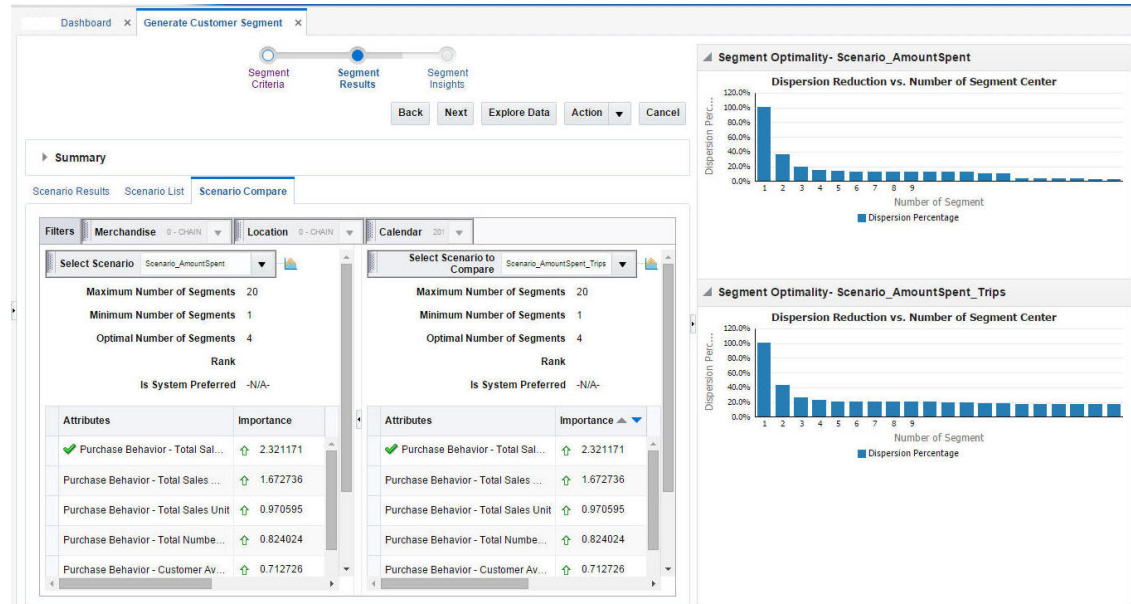 Dashboard × Generate Customer Segment ×
Segment Criteria
Segment Results
Segment Insights
Back Next Explore Data Action Cancel
Summary
Scenario Results Scenario List Scenario Compare
Filters Merchandise 0 - CHAIN Location 0 - CHAIN Calendar 201
Select Scenario Scenario_AmountSpent
Maximum Number of Segments 20
Minimum Number of Segments 1
Optimal Number of Segments 4
Rank
Is System Preferred -N/A-
Attributes Importance
Purchase Behavior - Total Sal... 2.321171
Purchase Behavior - Total Sales ... 1.672736
Purchase Behavior - Total Sales Unit 0.970595
Purchase Behavior - Total Numbe... 0.824024
Purchase Behavior - Customer Av... 0.712726
Select Scenario to
Compare Scenario_AmountSpent_Trips
Maximum Number of Segments 20
Minimum Number of Segments 1
Optimal Number of Segments 4
Rank
Is System Preferred -N/A-
Attributes Importance
Purchase Behavior - Total Sal... 2.321171
Purchase Behavior - Total Sales ... 1.672736
Purchase Behavior - Total Sales Unit 0.970595
Purchase Behavior - Total Numbe... 0.824024
Purchase Behavior - Customer Av... 0.712726
Segment Optimality- Scenario_AmountSpent
Dispersion Reduction vs. Number of Segment Center
Dispersion Perc...
120.0%
100.0%
80.0%
60.0%
40.0%
20.0%
0.0%
1 2 3 4 5 6 7 8 9
Number of Segment
Dispersion Percentage
Segment Optimality- Scenario_AmountSpent_Trips
Dispersion Reduction vs. Number of Segment Center
Dispersion Perc...
120.0%
100.0%
80.0%
60.0%
40.0%
20.0%
0.0%
1 2 3 4 5 6 7 8 9
Number of Segment
Dispersion Percentage